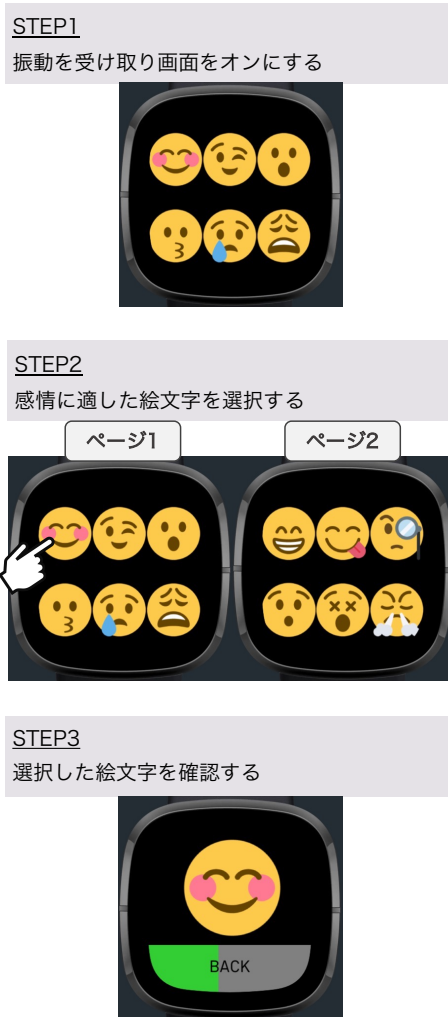 STEP1
振動を受け取り画面をオンにする
STEP2
感情に適した絵文字を選択する
ページ1
ページ2
STEP3
選択した絵文字を確認する
BACK